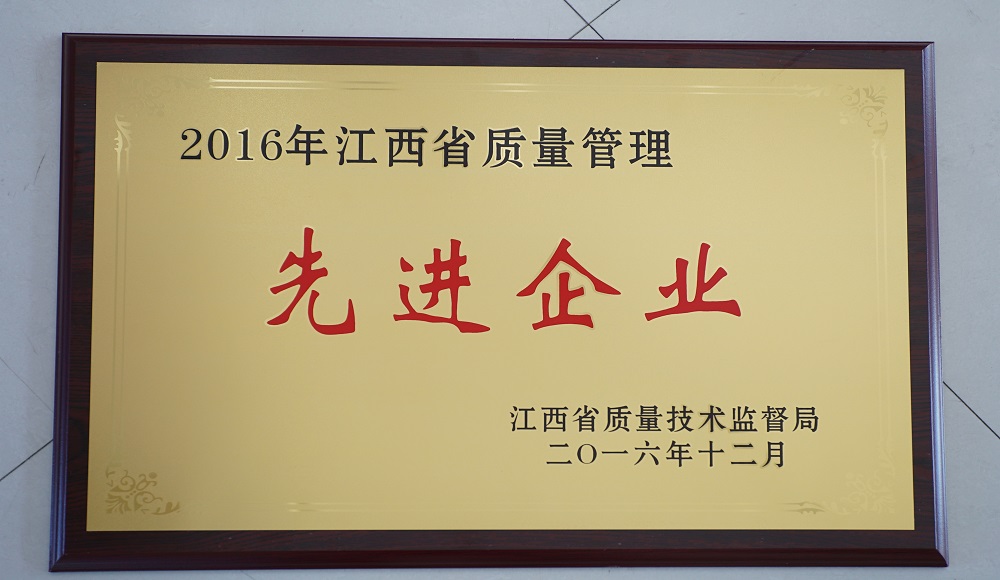 2016年江西省质量管理
先进企业
江西省质量技术监督局
二O一六年十二月